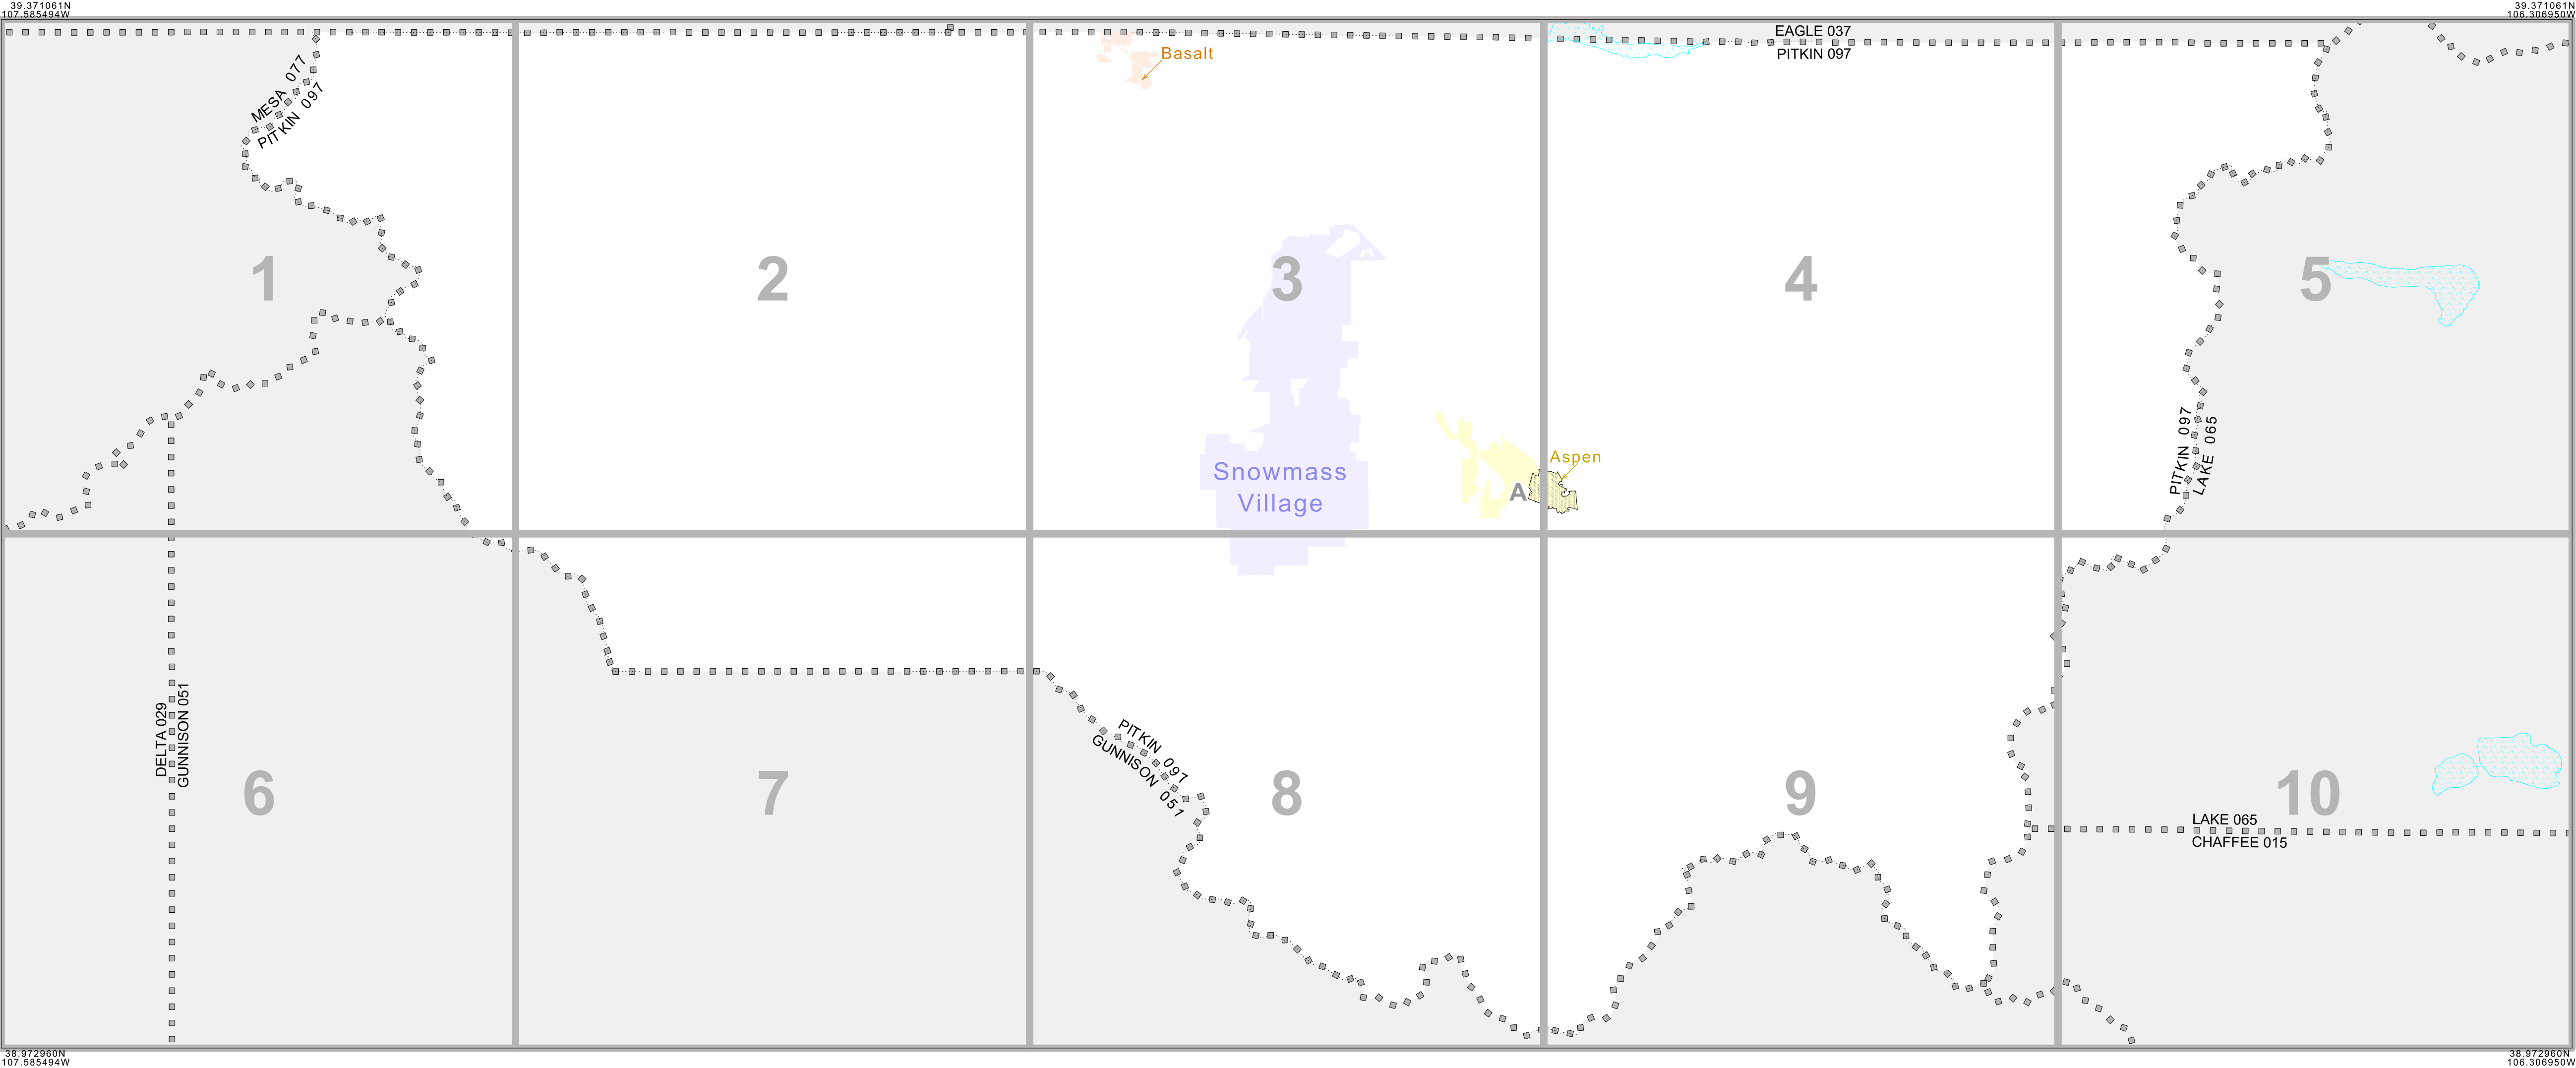 39.371061N
107.585494W
39.371061N
106.306950W
EAGLE 037
PITKIN 097
Basalt
MESA 077
PITKIN 097
1
2
3
4
5
PITKIN 097
LAKE 065
Aspen
A
Snowmass
Village
DELTA 029
GUNNISON 051
PITKIN 097
GUNNISON 051
6
7
8
9
10
LAKE 065
CHAFFEE 015
38.972960N
107.585494W
38.972960N
106.306950W